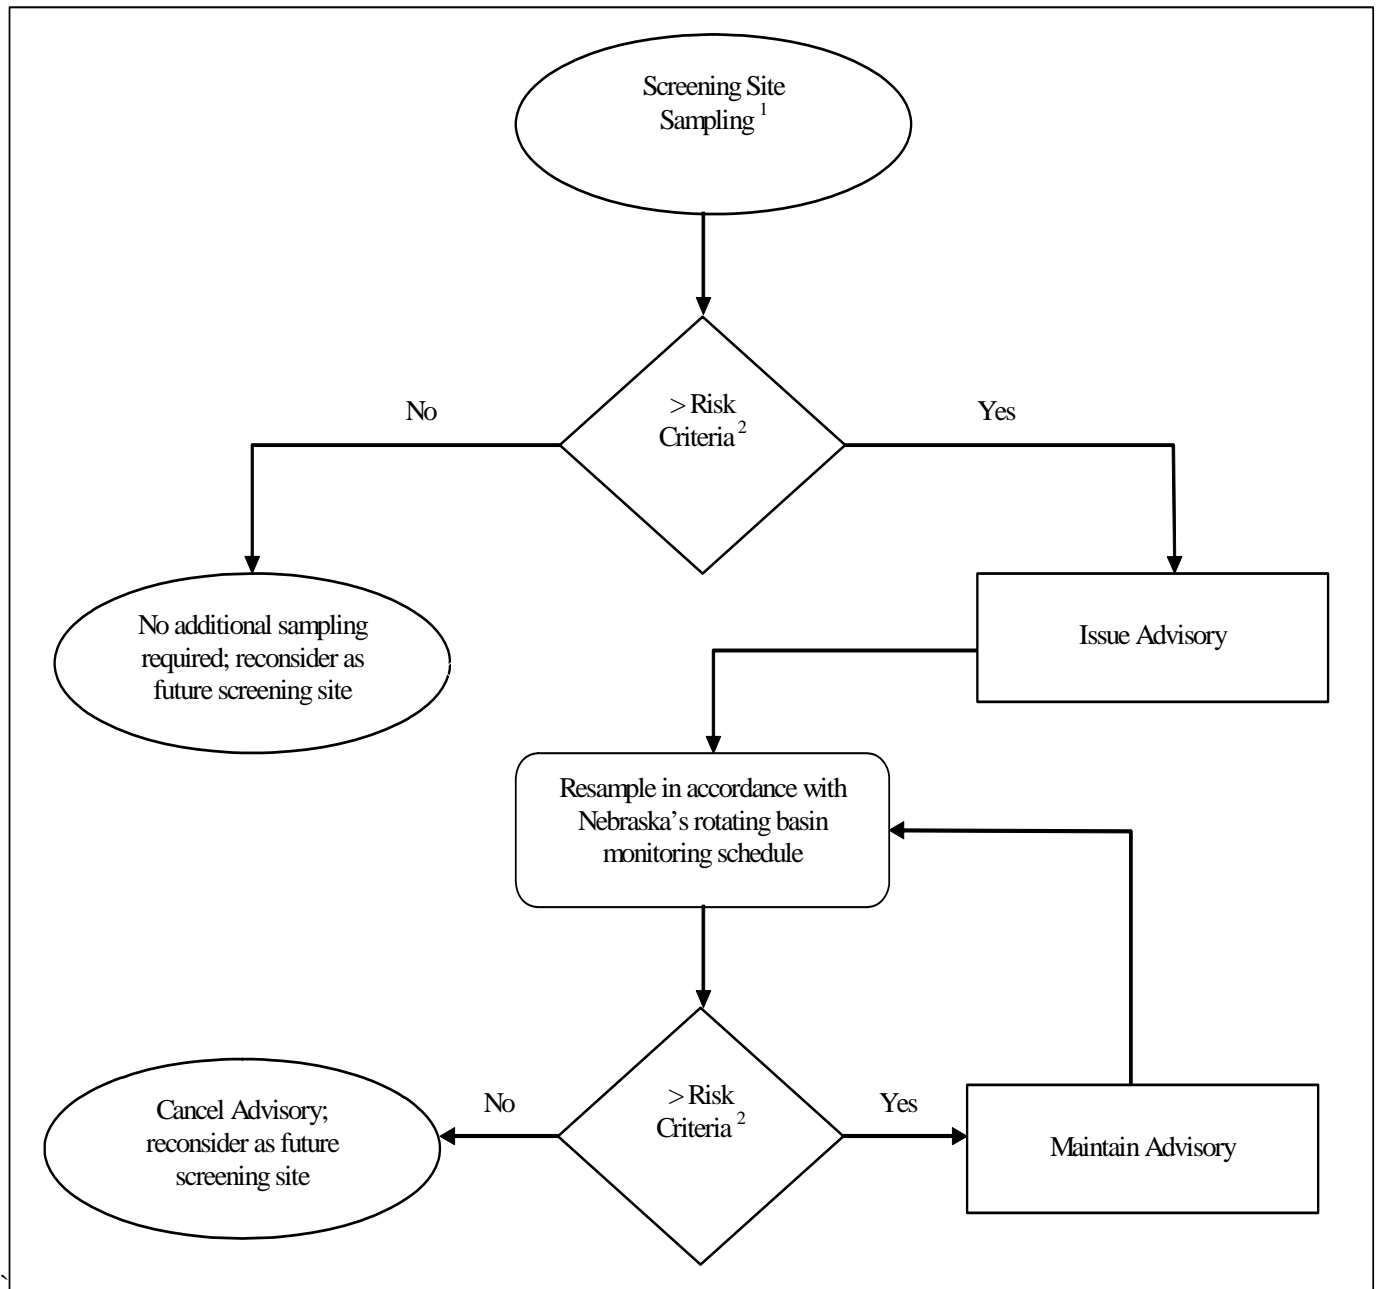 Screening Site
Sampling 1
> Risk
Criteria 2
No
Yes
No additional sampling
required; reconsider as
future screening site
Issue Advisory
Resample in accordance with
Nebraska’s rotating basin
monitoring schedule
> Risk
Criteria 2
No
Yes
Cancel Advisory;
reconsider as future
screening site
Maintain Advisory
`